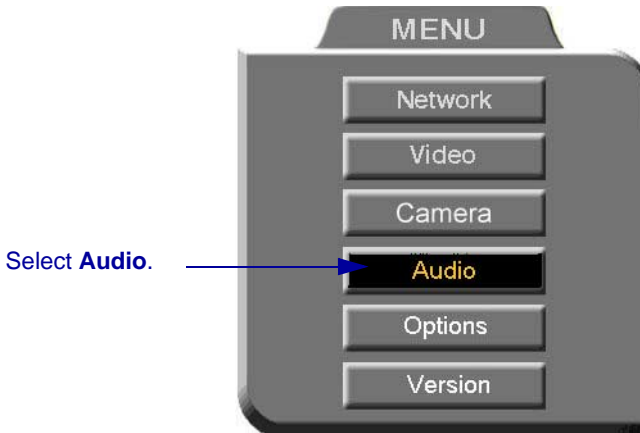 MENU
Network
Video
Camera
Select Audio.
Audio
Options
Version